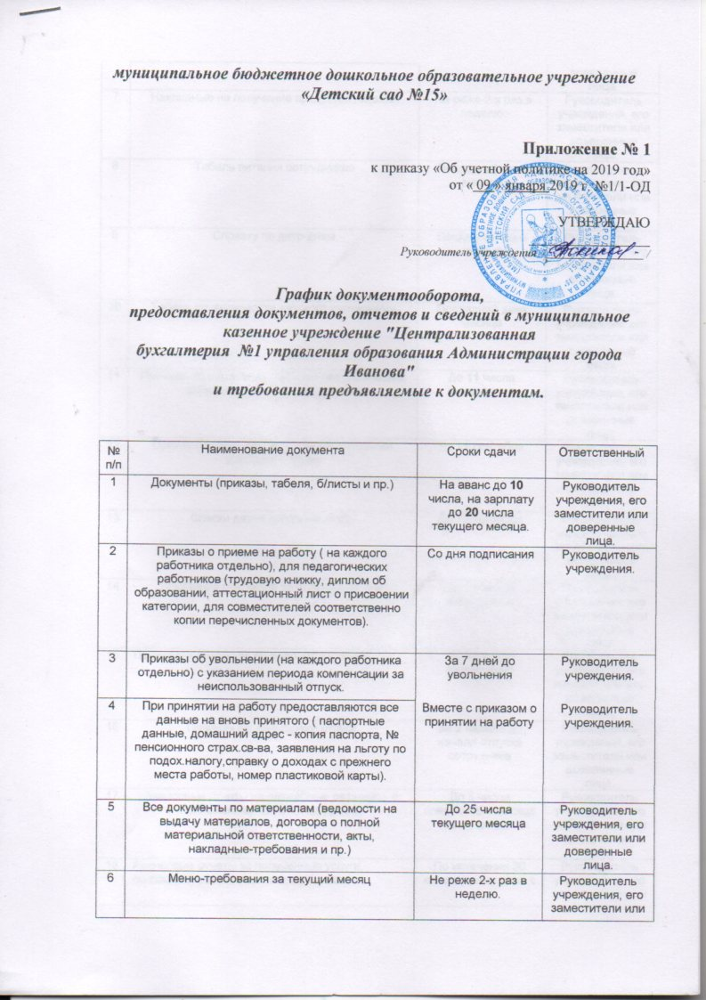 муниципальное бюджетное дошкольное образовательное учреждение
«Детский сад №15»
Приложение № 1
к приказу «Об учетной политике на 2019 год»
от « 09 » января 2019 г. №1/1-ОД
УТВЕРЖДАЮ
Руководитель учреждения
График документооборота,
предоставления документов, отчетов и сведений в муниципальное
казенное учреждение "Централизованная
бухгалтерия №1 управления образования Администрации города
Иванова"
и требования предъявляемые к документам.
№ Наименование документа Сроки сдачи Ответственный
п/п
1 Документы (приказы, табеля, б/листы и пр.) На аванс до 10 Руководитель
числа, на зарплату учреждения, его
до 20 числа заместители или
текущего месяца. доверенные
лица.
2 Приказы о приеме на работу ( на каждого Со дня подписания Руководитель
работника отдельно), для педагогических учреждения.
работников (трудовую книжку, диплом об
образовании, аттестационный лист о присвоении
категории, для совместителей соответственно
копии перечисленных документов).
3 Приказы об увольнении (на каждого работника За 7 дней до Руководитель
отдельно) с указанием периода компенсации за увольнения учреждения.
неиспользованный отпуск.
4 При принятии на работу предоставляются все Вместе с приказом о Руководитель
данные на вновь принятого ( паспортные принятии на работу учреждения.
данные, домашний адрес - копия паспорта, №
пенсионного страх.св-ва, заявления на льготу по
подох.налогу,справку о доходах с прежнего
места работы, номер пластиковой карты).
5 Все документы по материалам (ведомости на До 25 числа Руководитель
выдачу материалов, договора о полной текущего месяца учреждения, его
материальной ответственности, акты, заместители или
накладные-требования и пр.) доверенные
лица.
6 Меню-требования за текущий месяц Не реже 2-х раз в Руководитель
неделю. учреждения, его
заместители или